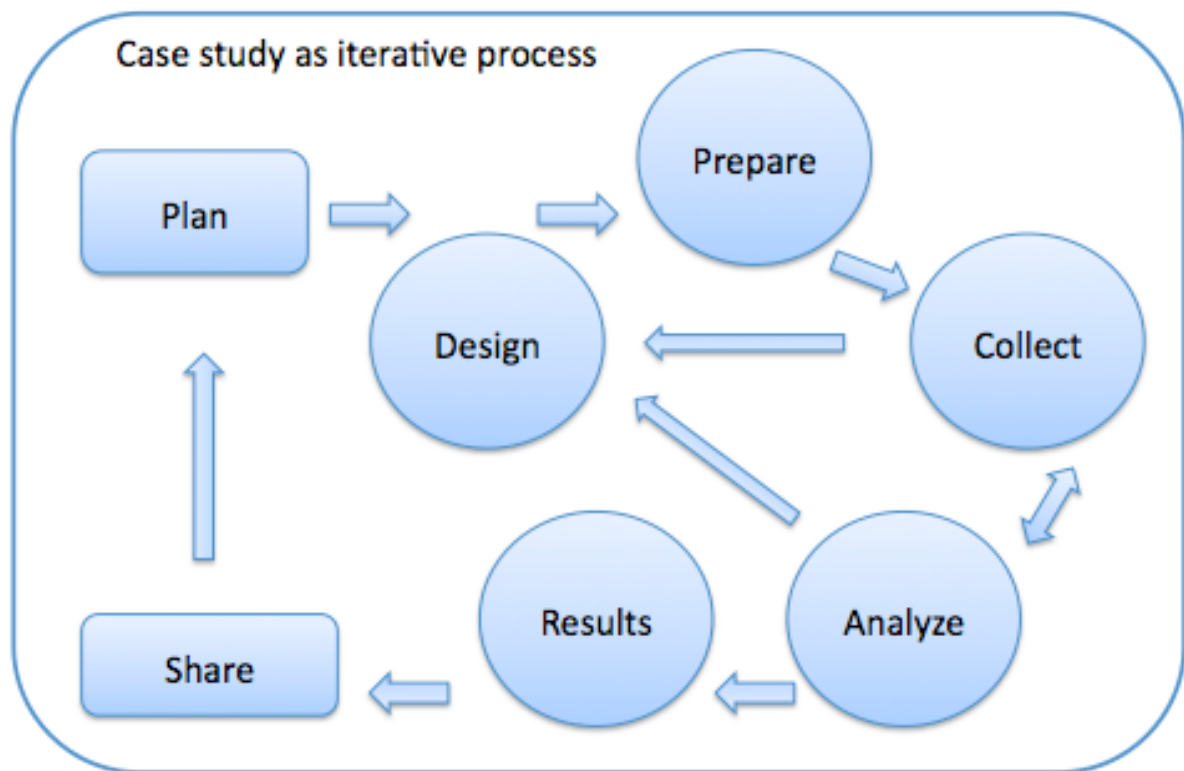 Case study as iterative process
Plan
Prepare
Design
Collect
Results
Analyze
Share